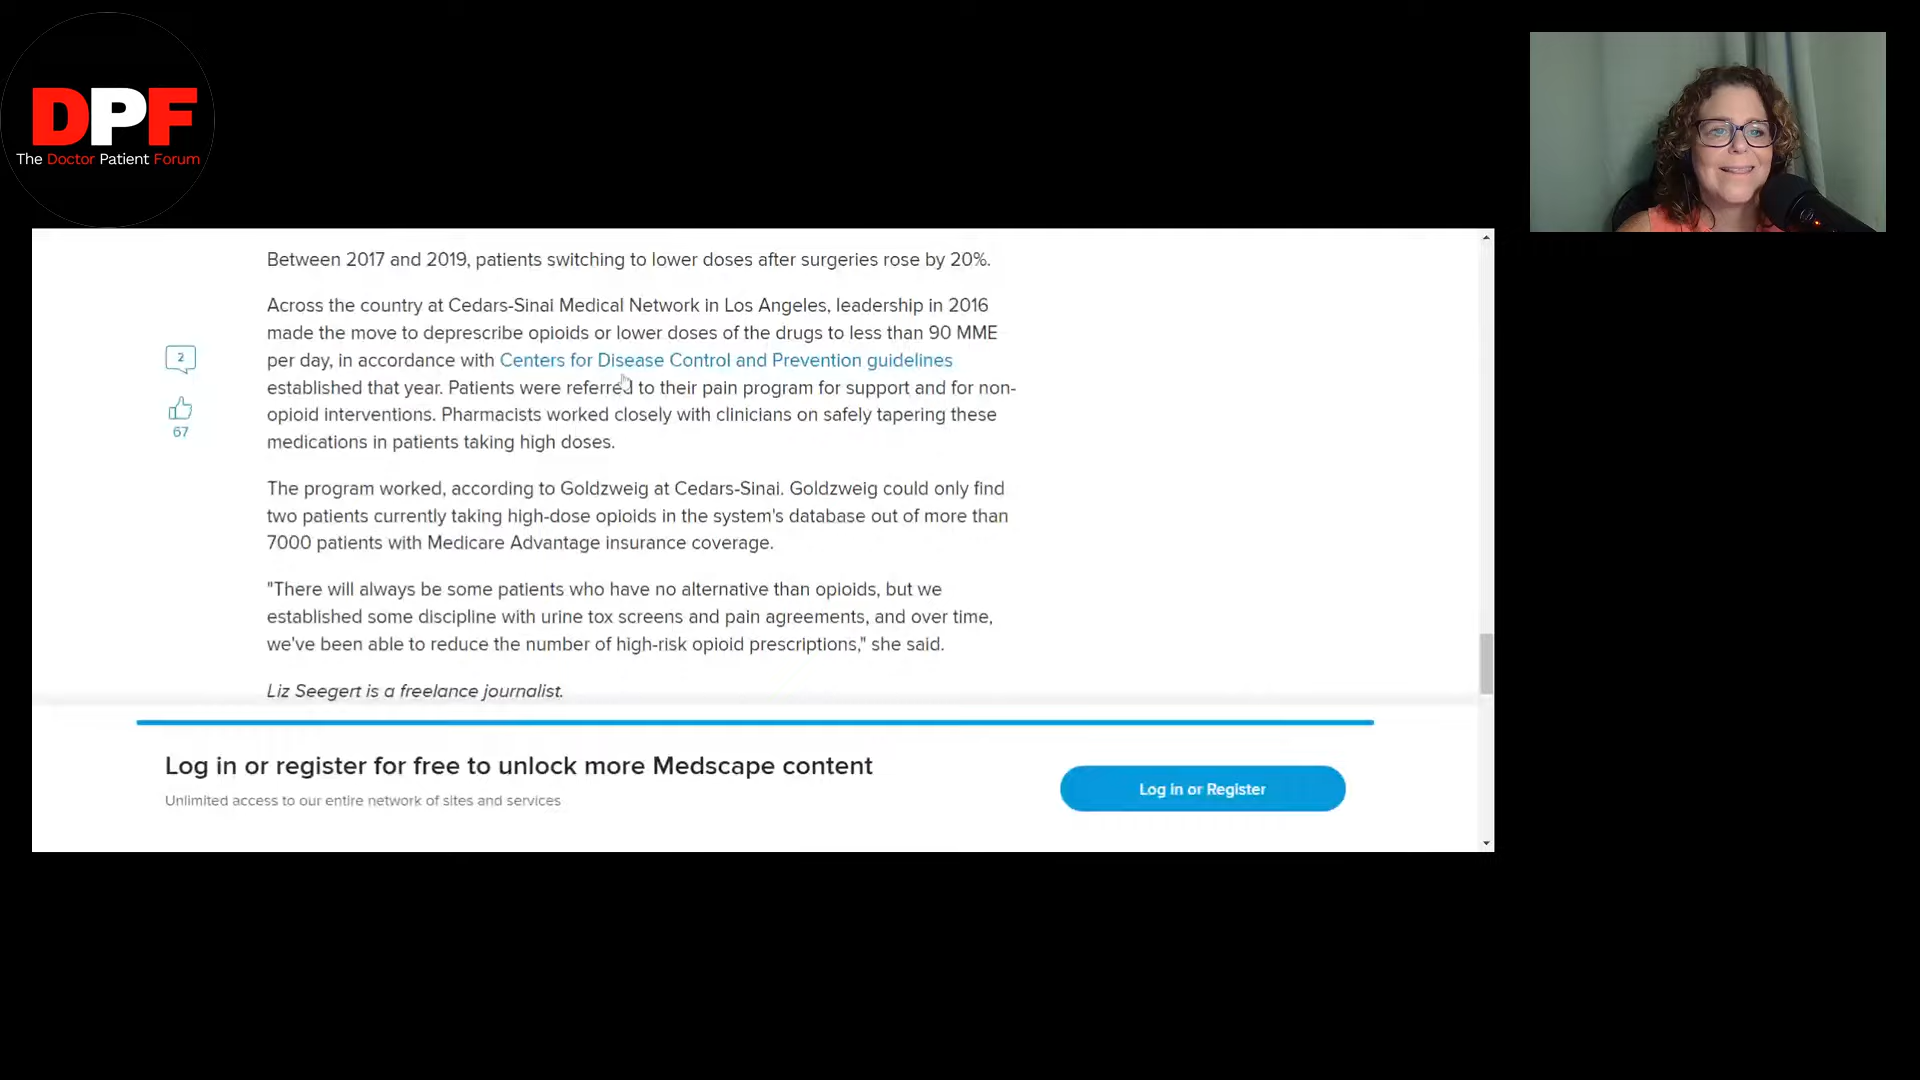 DPF
The Doctor Patient Forum
Between 2017 and 2019, patients switching to lower doses after surgeries rose by 20%.
Across the country at Cedars-Sinai Medical Network in Los Angeles, leadership in 2016
made the move to deprescribe opioids or lower doses of the drugs to less than 90 MME
per day, in accordance with Centers for Disease Control and Prevention guidelines
established that year. Patients were referred to their pain program for support and for non-
opioid interventions. Pharmacists worked closely with clinicians on safely tapering these
medications in patients taking high doses.
2
67
The program worked, according to Goldzweig at Cedars-Sinai. Goldzweig could only find
two patients currently taking high-dose opioids in the system's database out of more than
7000 patients with Medicare Advantage insurance coverage.
"There will always be some patients who have no alternative than opioids, but we
established some discipline with urine tox screens and pain agreements, and over time,
we've been able to reduce the number of high-risk opioid prescriptions," she said.
Liz Seegert is a freelance journalist.
Log in or register for free to unlock more Medscape content
Unlimited access to our entire network of sites and services
Log in or Register